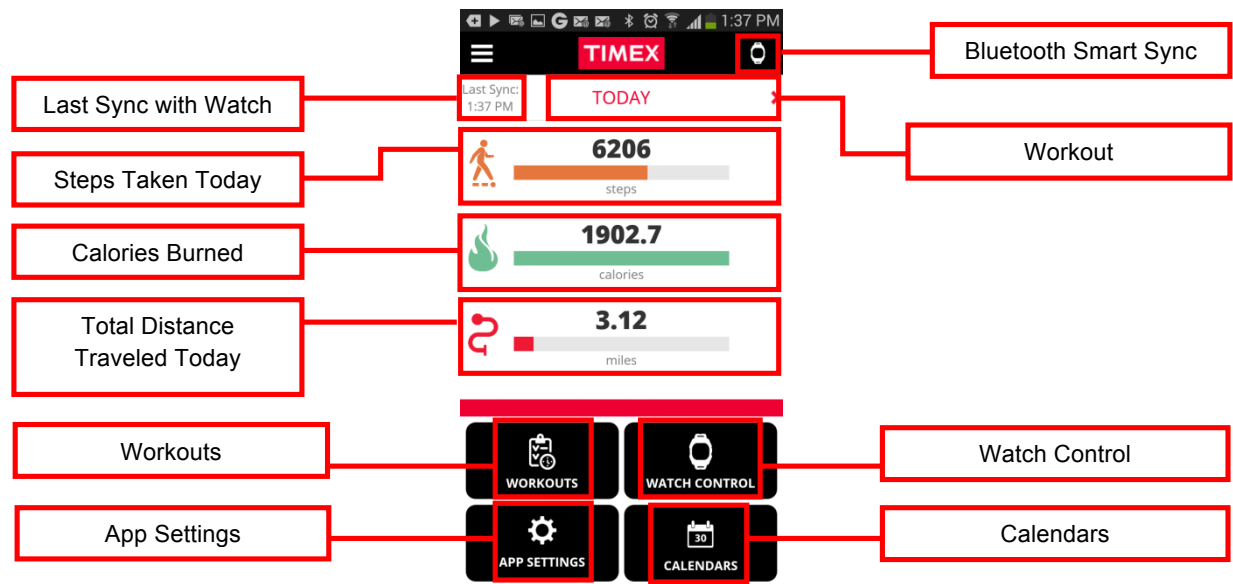 1:37 PM
TIMEX
Bluetooth Smart Sync
Last Sync with Watch
Last Sync:
1:37 PM
TODAY
Workout
Steps Taken Today
6206
steps
Calories Burned
1902.7
calories
Total Distance
Traveled Today
3.12
miles
Workouts
WORKOUTS
WATCH CONTROL
Watch Control
App Settings
APP SETTINGS
30
CALENDARS
Calendars